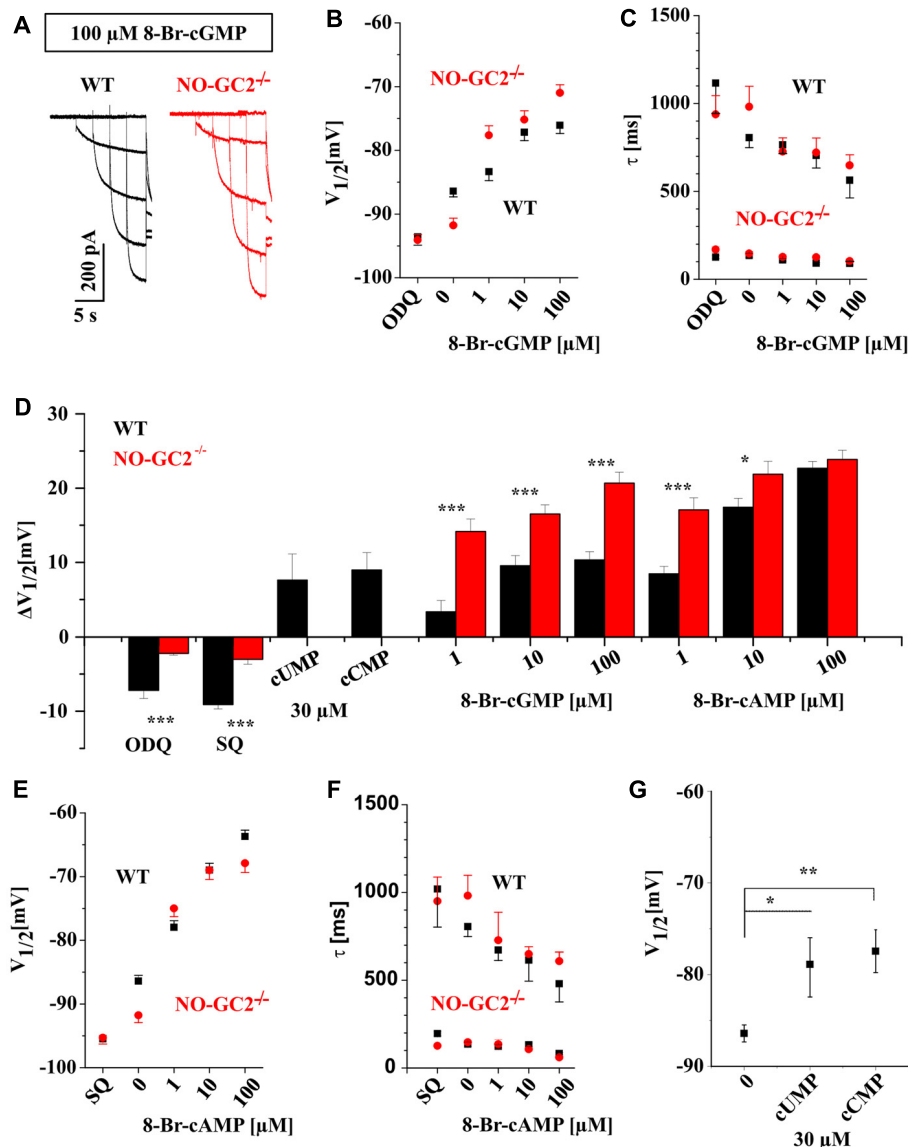 A
100 µM 8-Br-cGMP
WT
NO-GC2-/-
200 pA
5 s
B
-60
-70
-80
-90
-100
V1/2[mV]
NO-GC2-/-
WT
ODQ
0
1
10
100
8-Br-cGMP [µM]
C
1500
1000
500
0
τ [ms]
WT
NO-GC2-/-
ODQ
0
1
10
100
8-Br-cGMP [µM]
D
30
20
10
0
-10
ΔV1/2[mV]
WT
NO-GC2-/-
***
***
***
***
*
***
***
ODQ
SQ
cUMP
cCMP
30 µM
1
10
100
8-Br-cGMP [µM]
1
10
100
8-Br-cAMP [µM]
E
-60
-70
-80
-90
-100
V1/2[mV]
WT
NO-GC2-/-
SQ
0
1
10
100
8-Br-cAMP [µM]
F
1500
1000
500
0
τ [ms]
WT
NO-GC2-/-
SQ
0
1
10
100
8-Br-cAMP [µM]
G
-60
-70
-80
-90
V1/2[mV]
**
*
0
cUMP
cCMP
30 µM